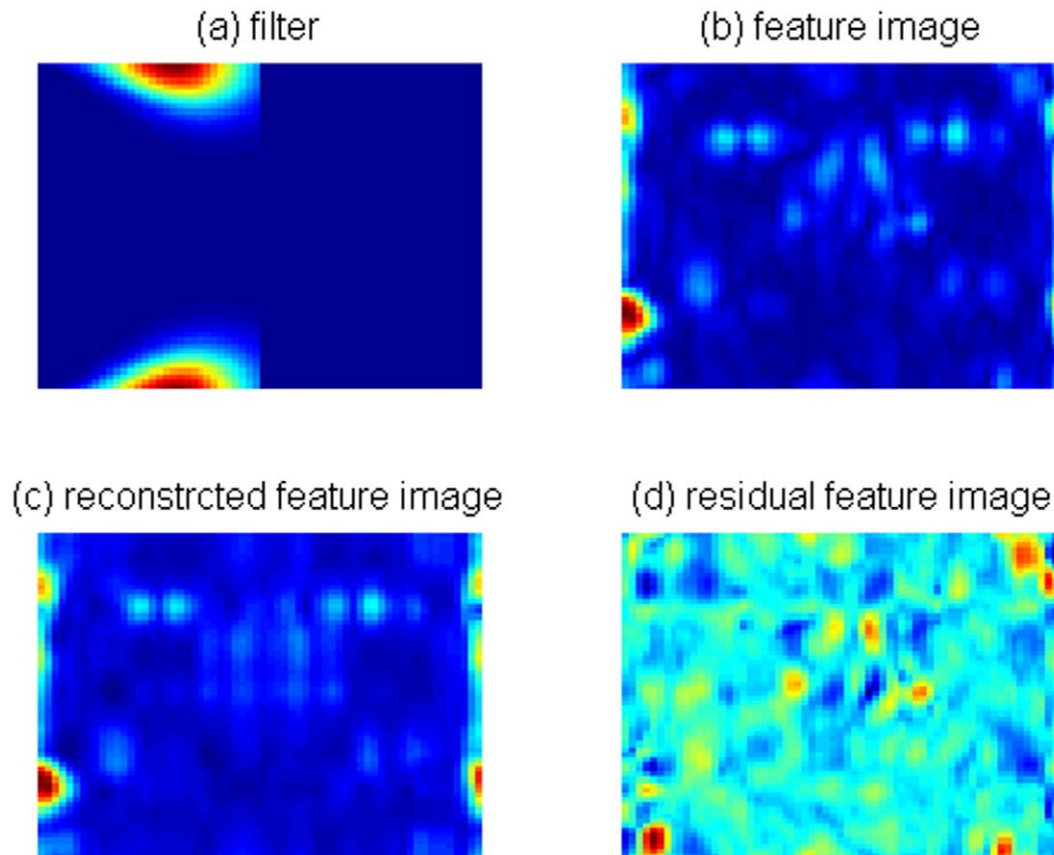 (a) filter
(b) feature image
(c) reconstrcted feature image
(d) residual feature image